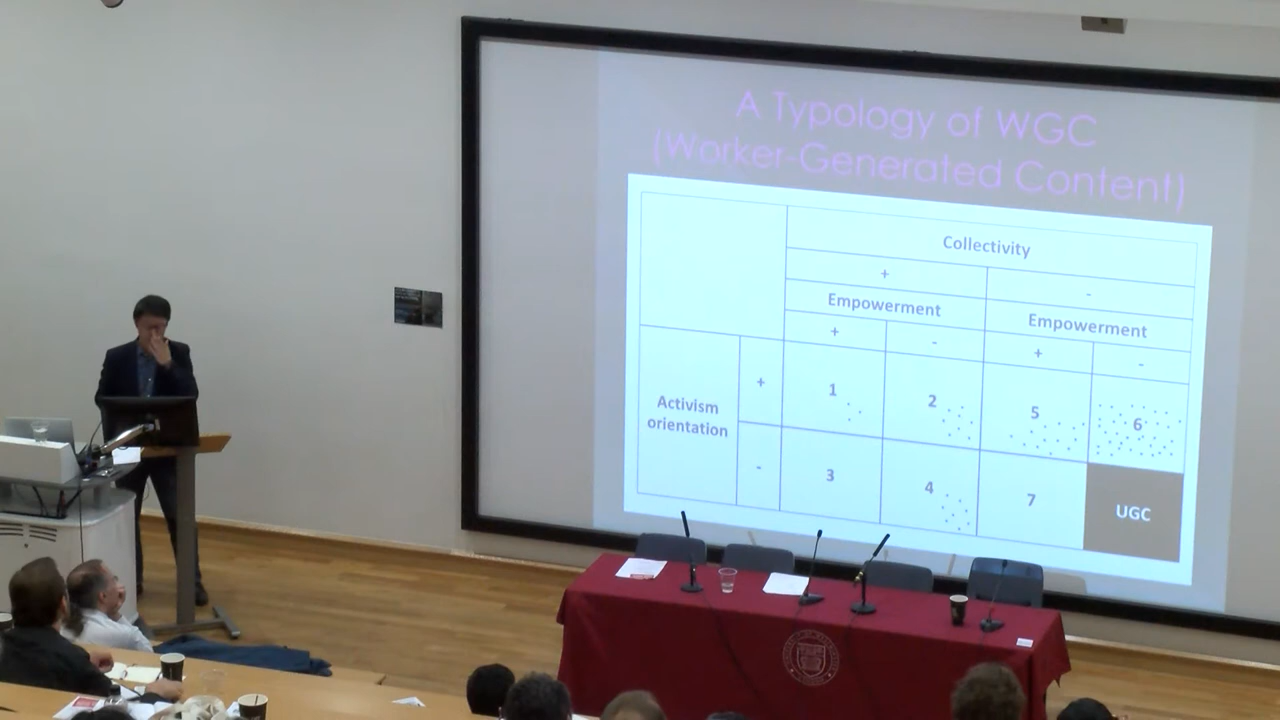 A Typology of WGC
(Worker-Generated Content)
Collectivity
+ -
Empowerment Empowerment
+ - + -
Activism orientation + 1 2 5 6
- 3 4 7 UGC